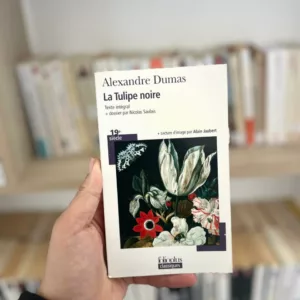 Alexandre Dumas
La Tulipe noire
Texte intégral
+ dossier par Nicolas Saulais
19e
siècle
+ lecture d'image par Alain Jaubert
folioplus
classiques